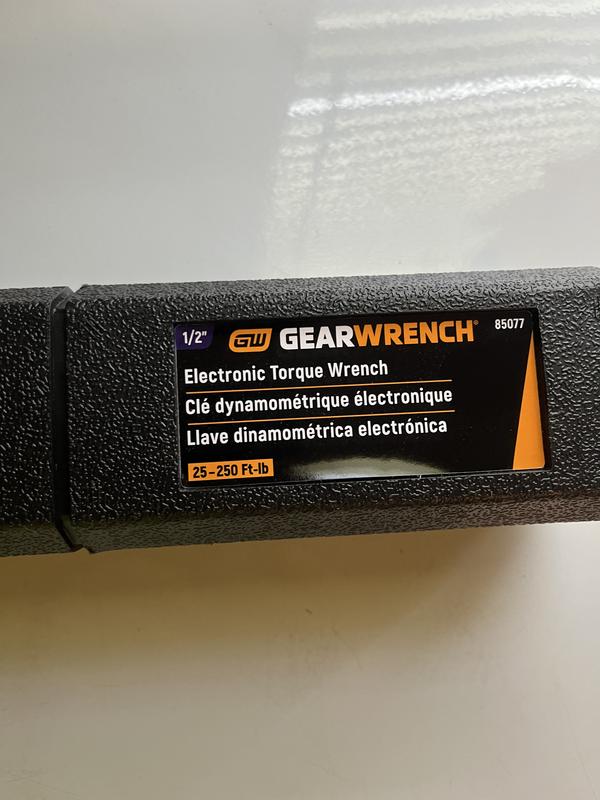 1/2" GW GEARWRENCH® 85077
Electronic Torque Wrench
Clé dynamométrique électronique
Llave dinamométrica electrónica
25-250 Ft-lb